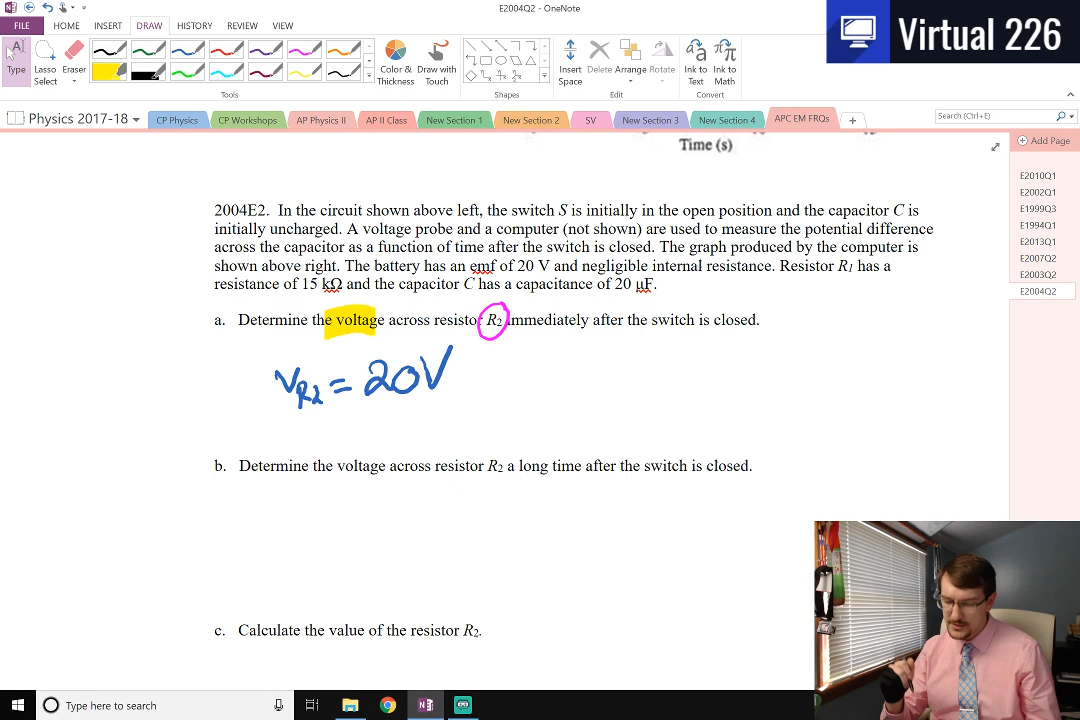 E2004Q2 - OneNote
Virtual 226
FILE HOME INSERT DRAW HISTORY REVIEW VIEW
Type Lasso Select Eraser Color & Thickness Draw with Touch Insert Space Delete Arrange Rotate Ink to Text Ink to Math
Tools Shapes Edit Convert
Physics 2017-18 CP Physics CP Workshops AP Physics II AP II Class New Section 1 New Section 2 SV New Section 3 New Section 4 APC EM FRQs + Search (Ctrl+E)
Time (s)
Add Page
E2010Q1
E2002Q1
E1999Q3
E1994Q1
E2013Q1
E2007Q2
E2003Q2
E2004Q2
2004E2. In the circuit shown above left, the switch S is initially in the open position and the capacitor C is
initially uncharged. A voltage probe and a computer (not shown) are used to measure the potential difference
across the capacitor as a function of time after the switch is closed. The graph produced by the computer is
shown above right. The battery has an emf of 20 V and negligible internal resistance. Resistor R1 has a
resistance of 15 kΩ and the capacitor C has a capacitance of 20 μF.
a. Determine the voltage across resistor R2 immediately after the switch is closed.
VR2 = 20V
b. Determine the voltage across resistor R2 a long time after the switch is closed.
c. Calculate the value of the resistor R2.
Type here to search